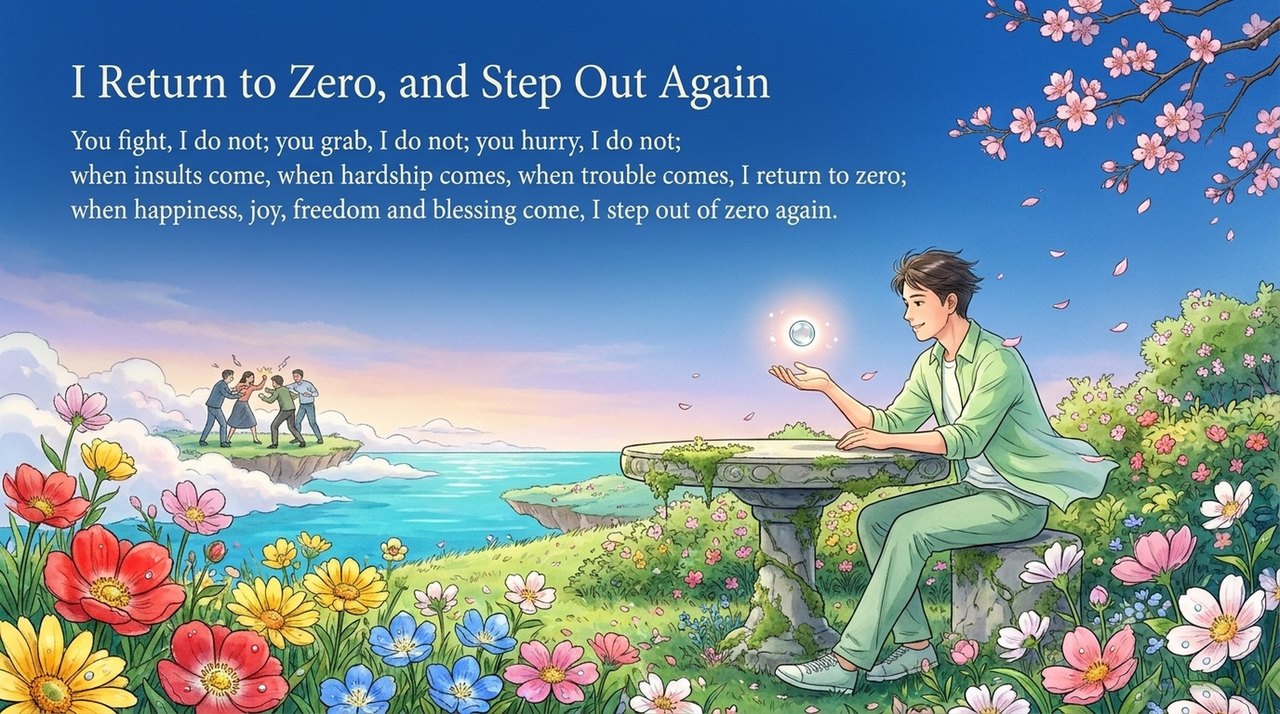 I Return to Zero, and Step Out Again
You fight, I do not; you grab, I do not; you hurry, I do not;
when insults come, when hardship comes, when trouble comes, I return to zero;
when happiness, joy, freedom and blessing come, I step out of zero again.